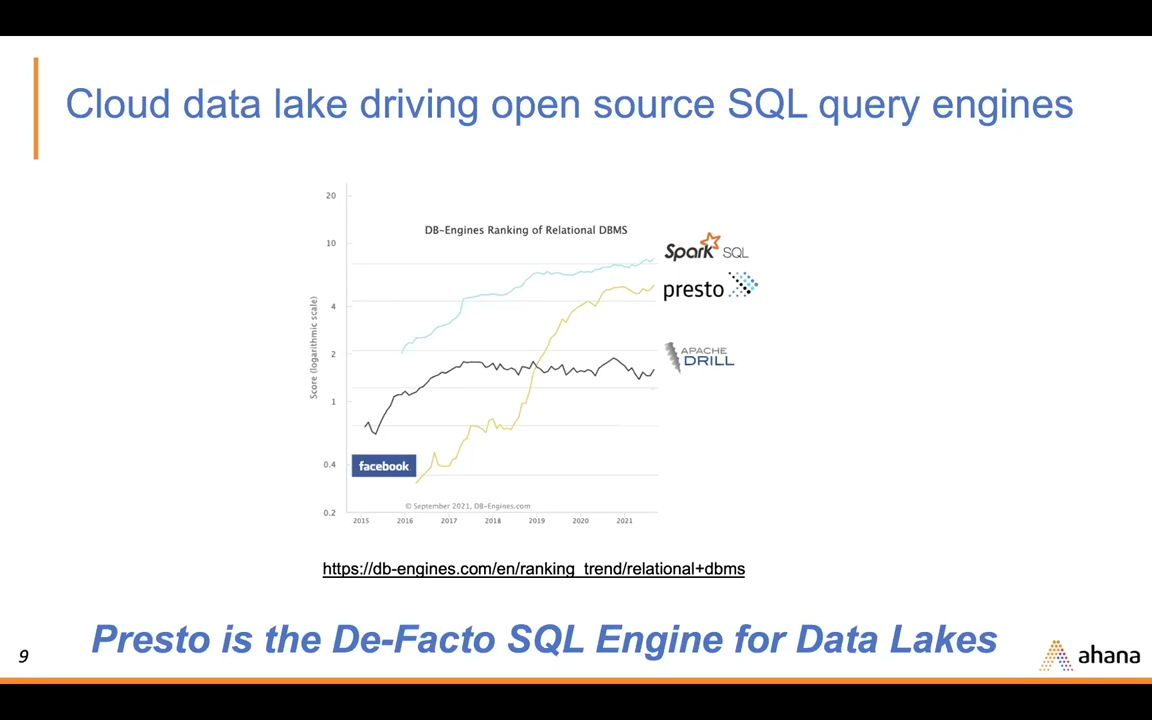 Cloud data lake driving open source SQL query engines
20
DB-Engines Ranking of Relational DBMS
10
Spark SQL
presto
4
Score (logarithmic scale)
2
APACHE
DRILL
1
0.4
facebook
© September 2021, DB-Engines.com
0.2
2015 2016 2017 2018 2019 2020 2021
https://db-engines.com/en/ranking_trend/relational+dbms
Presto is the De-Facto SQL Engine for Data Lakes
9
ahana